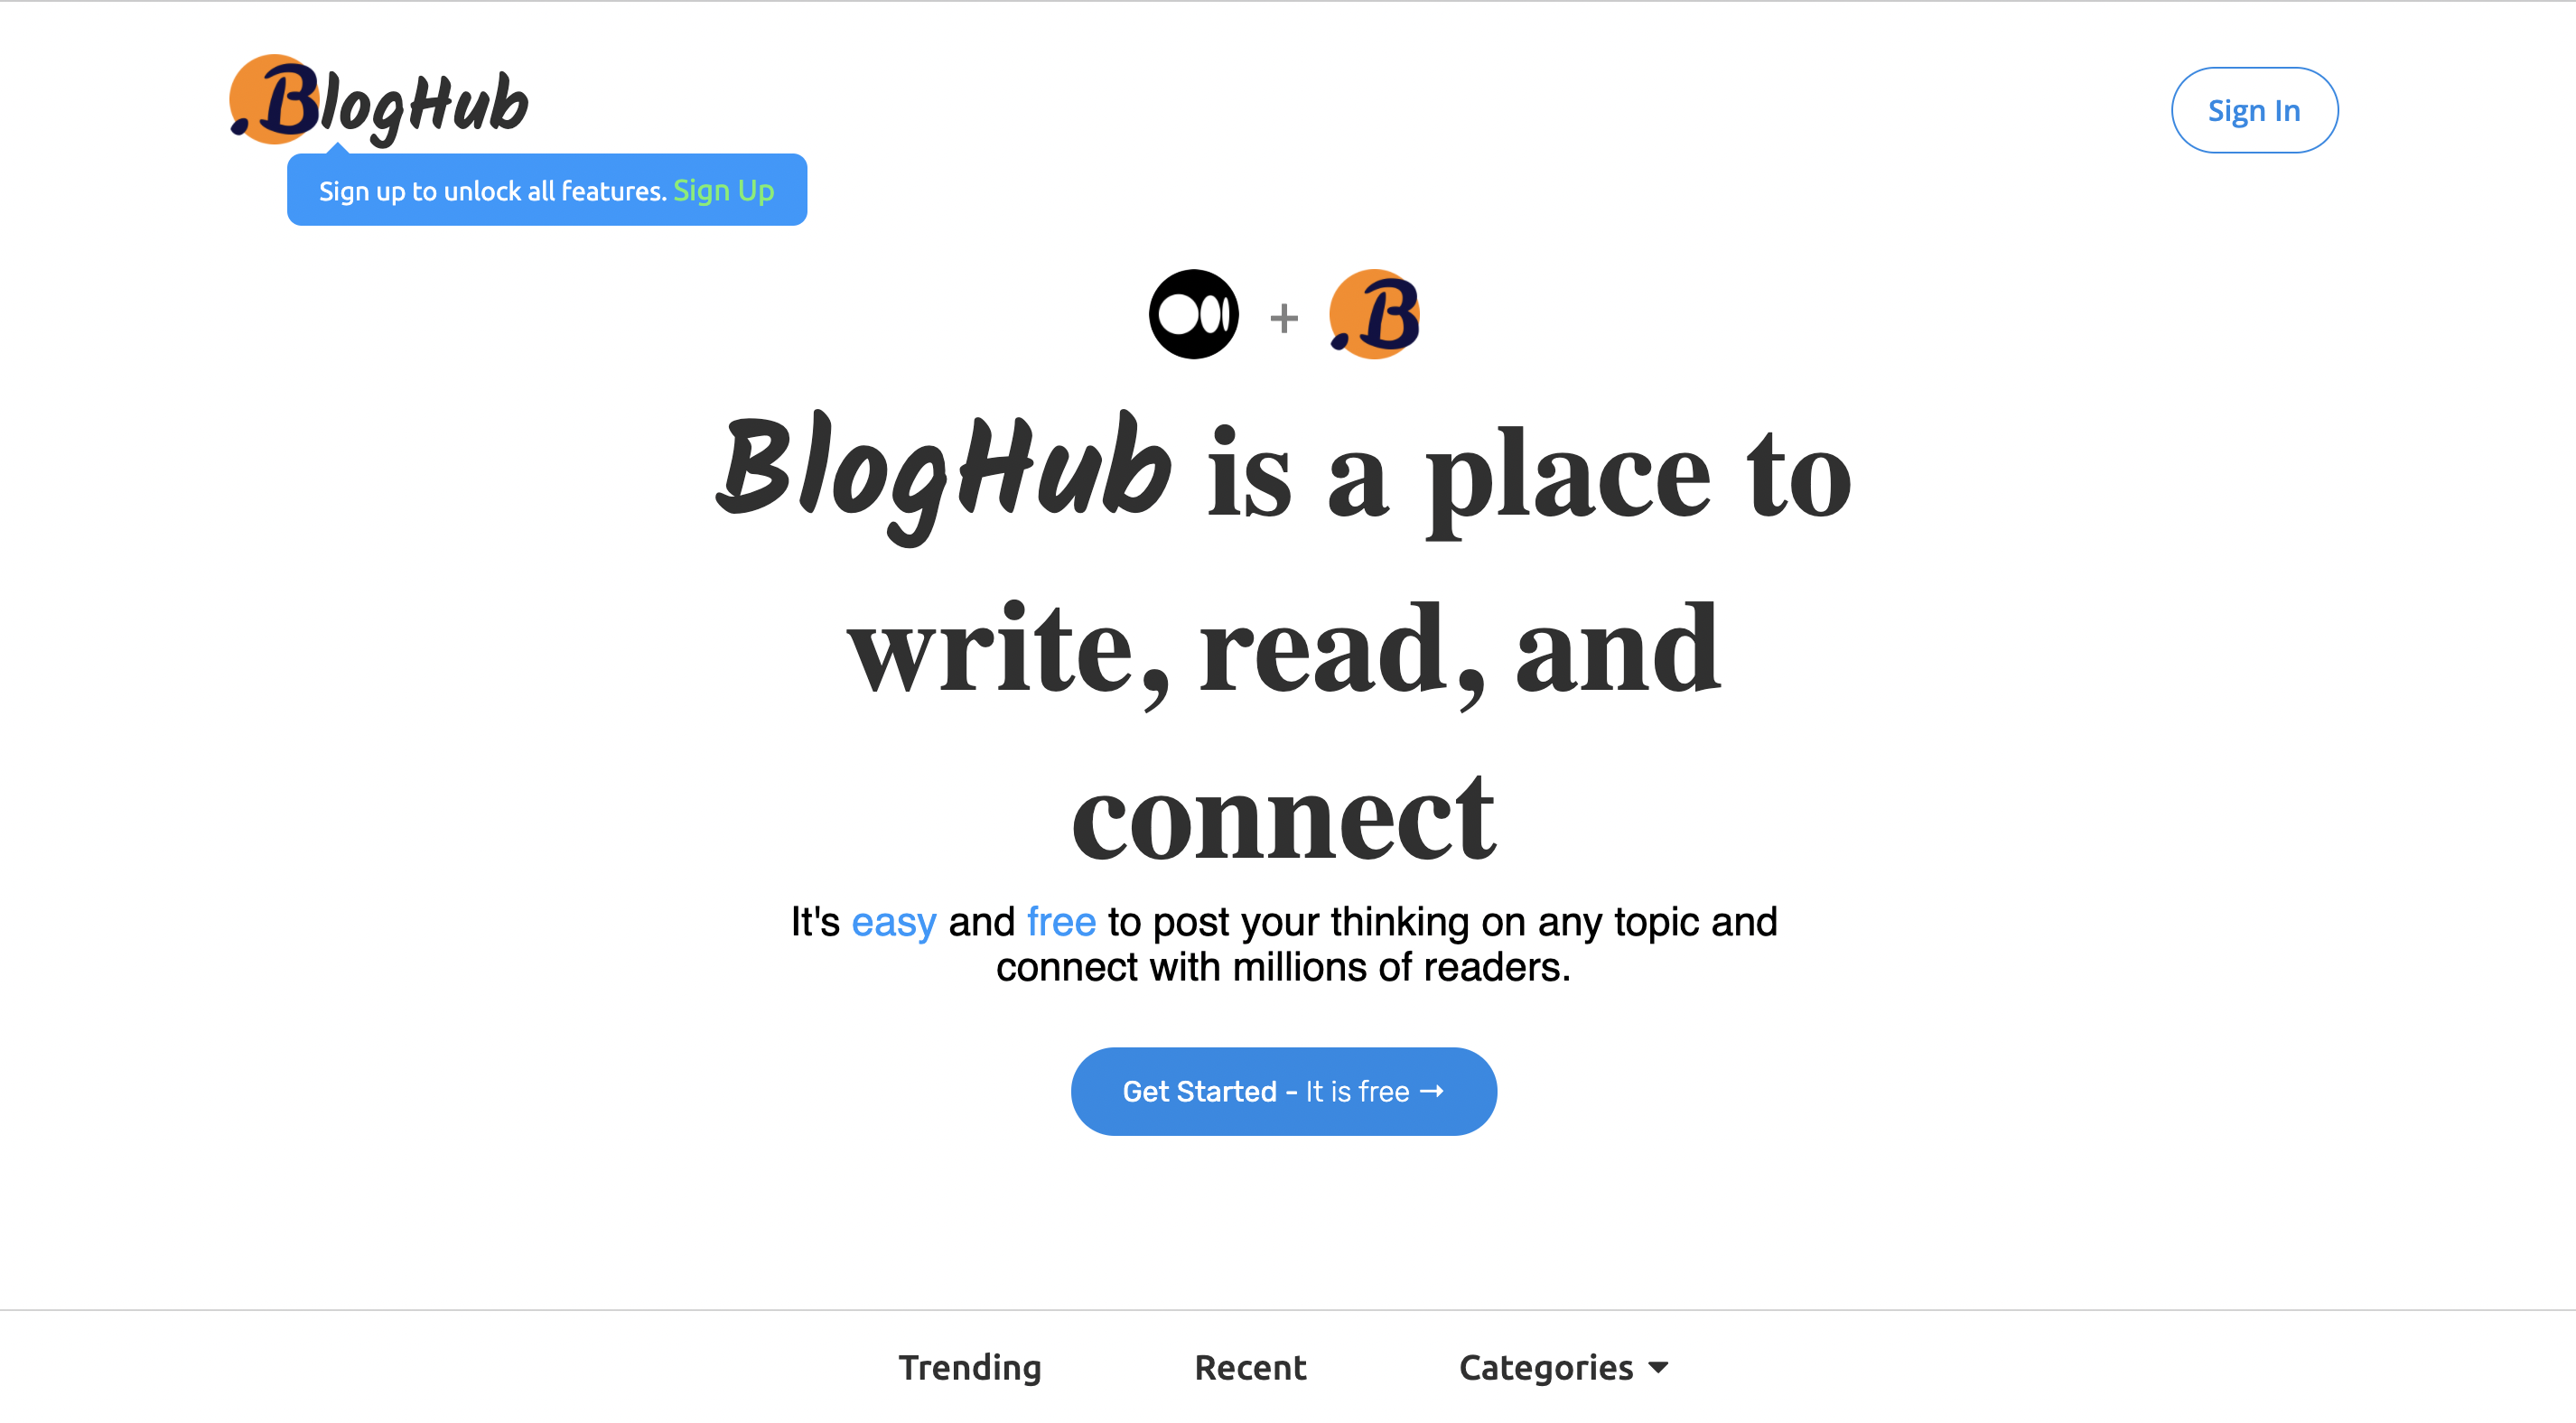 .BlogHub
Sign In
Sign up to unlock all features. Sign Up
+ .B
BlogHub is a place to
write, read, and
connect
It's easy and free to post your thinking on any topic and
connect with millions of readers.
Get Started - It is free →
Trending Recent Categories